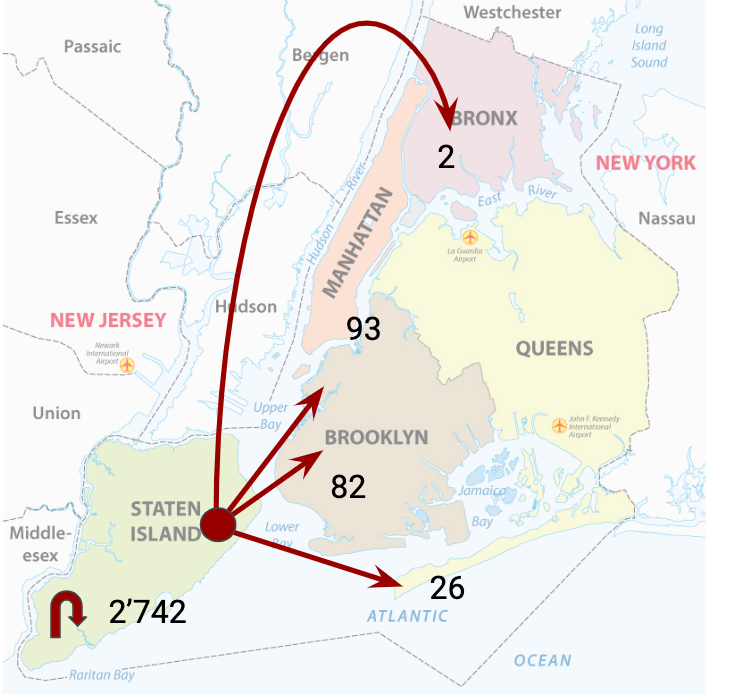 Westchester
Passaic
Bergen
Long
Island
Sound
BRONX
2
NEW YORK
Hudson River
East River
Essex
Nassau
MANHATTAN
La Guardia
Airport
Hudson
NEW JERSEY
93
Newark
International
Airport
QUEENS
Union
Upper
Bay
BROOKLYN
John F. Kennedy
International
Airport
82
Jamaica
Bay
STATEN
ISLAND
Lower
Bay
Middle-
esex
26
2’742
ATLANTIC
OCEAN
Raritan Bay